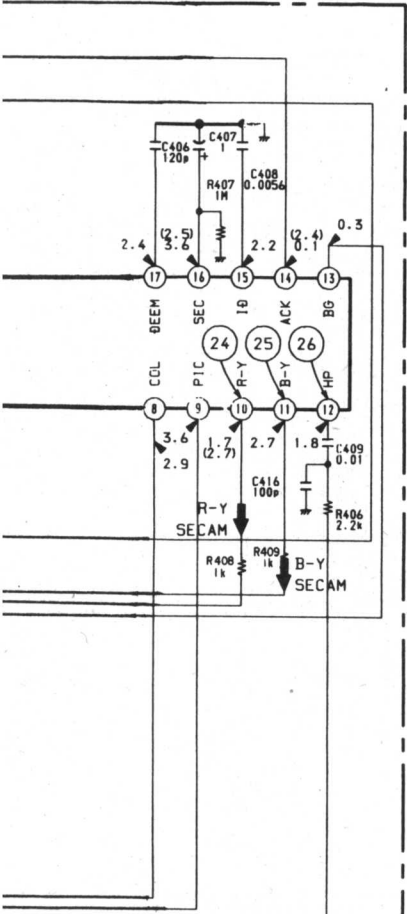 C406
120p
C407
1
C408
0.0056
R407
1M
0.3
2.4
(2.5)
3.6
2.2
(2.4)
0.1
17
16
15
14
13
DEEM
SEC
ID
ACK
BG
24
25
26
COL
PIC
R-Y
B-Y
HP
8
9
10
11
12
3.6
2.9
1.7
(2.7)
2.7
1.8
C409
0.01
C416
100p
R406
2.2k
R-Y
SECAM
R408
1k
R409
1k
B-Y
SECAM